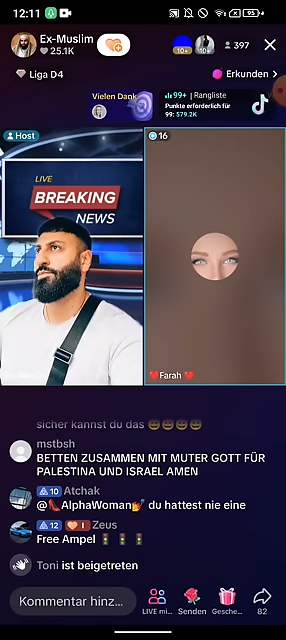 12:11
95
Ex-Muslim
25.1K
10+
10+
397
Liga D4
Erkunden
Vielen Dank
99+ | Rangliste
Punkte erforderlich für
99: 579.2K
Host
16
LIVE
BREAKING
NEWS
Farah
sicher kannst du das
mstbsh
BETTEN ZUSAMMEN MIT MUTER GOTT FÜR
PALESTINA UND ISRAEL AMEN
10 Atchak
@👠AlphaWoman💅 du hattest nie eine
12 I Zeus
Free Ampel 🚦🚦🚦
Toni ist beigetreten
Kommentar hinz...
LIVE mi...
Senden
Gesche...
82